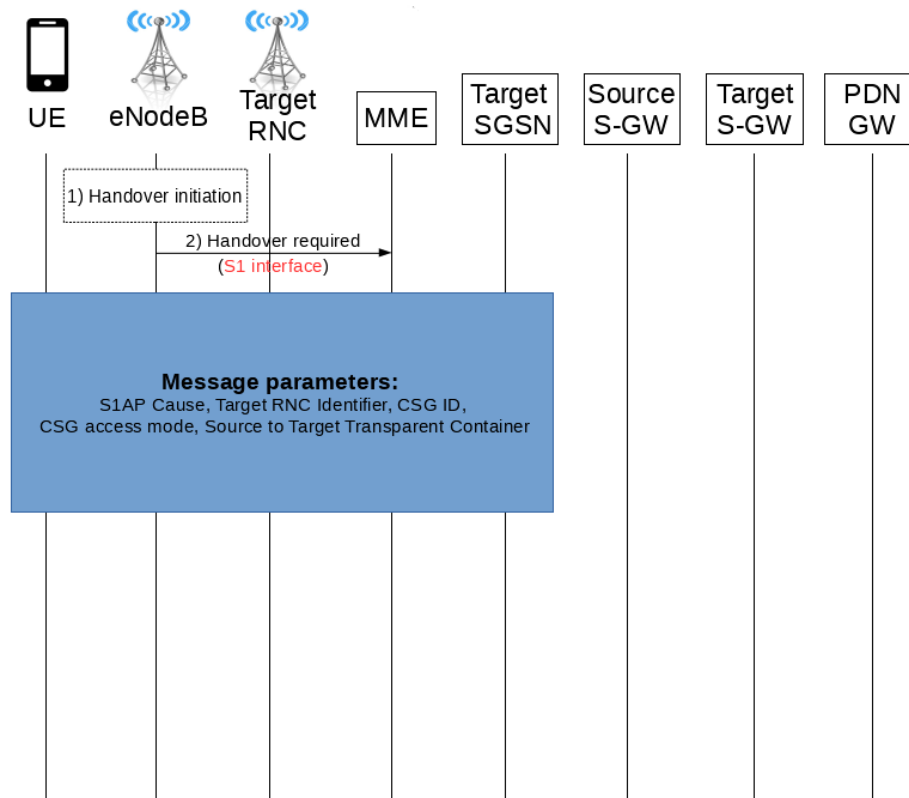 UE
eNodeB
Target
RNC
MME
Target
SGSN
Source
S-GW
Target
S-GW
PDN
GW
1) Handover initiation
2) Handover required
(S1 interface)
Message parameters:
S1AP Cause, Target RNC Identifier, CSG ID,
CSG access mode, Source to Target Transparent Container